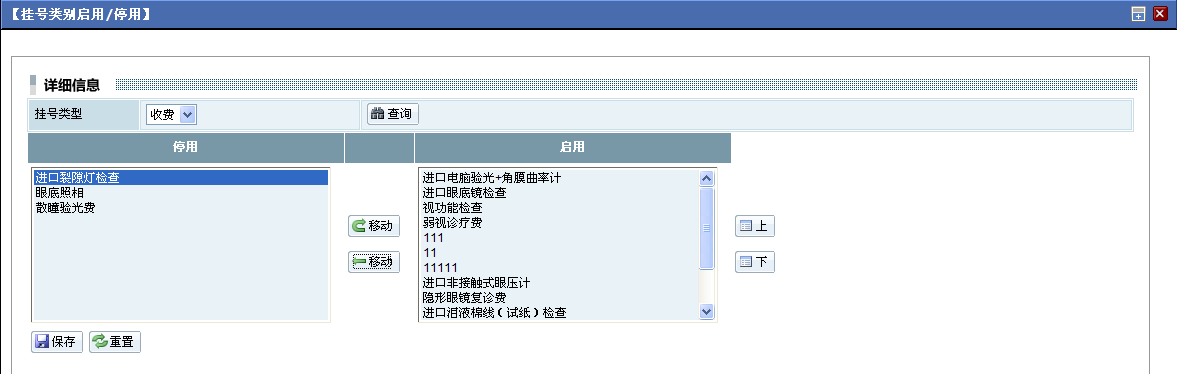 【挂号类别启用/停用】
详细信息
挂号类型 收费 查询
停用 启用
进口裂隙灯检查
眼底照相
散瞳验光费
移动
移动
进口电脑验光+角膜曲率计
进口眼底镜检查
视功能检查
弱视诊疗费
111
11
11111
进口非接触式眼压计
隐形眼镜复诊费
进口泪液棉线（试纸）检查
上
下
保存 重置